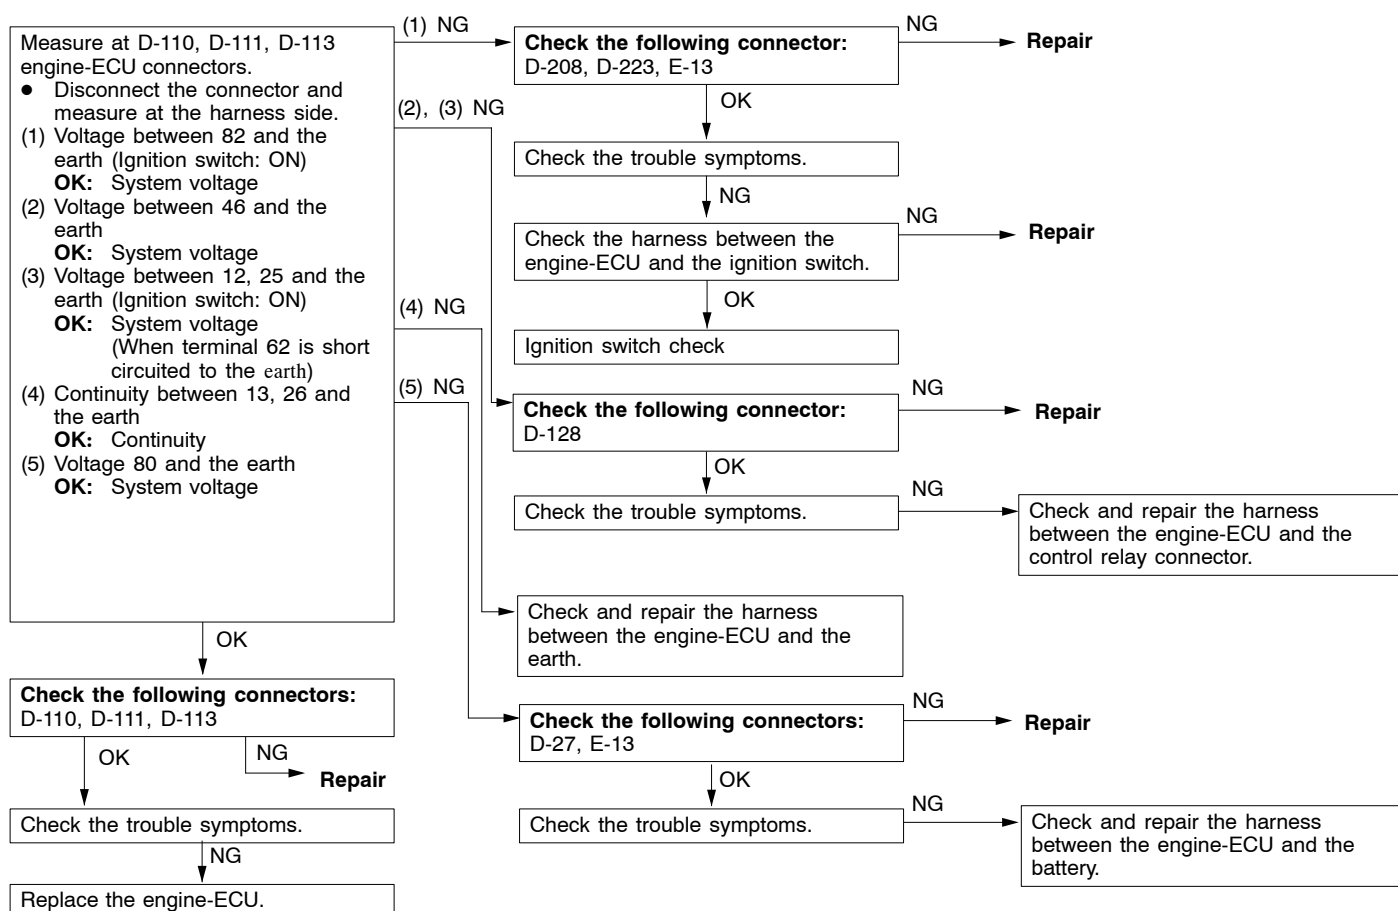 Measure at D-110, D-111, D-113
engine-ECU connectors.
● Disconnect the connector and
measure at the harness side.
(1) Voltage between 82 and the
earth (Ignition switch: ON)
OK: System voltage
(2) Voltage between 46 and the
earth
OK: System voltage
(3) Voltage between 12, 25 and the
earth (Ignition switch: ON)
OK: System voltage
(When terminal 62 is short
circuited to the earth)
(4) Continuity between 13, 26 and
the earth
OK: Continuity
(5) Voltage 80 and the earth
OK: System voltage
OK
Check the following connectors:
D-110, D-111, D-113
OK
NG
Repair
Check the trouble symptoms.
NG
Replace the engine-ECU.
(1) NG
Check the following connector:
D-208, D-223, E-13
NG
Repair
OK
Check the trouble symptoms.
NG
Check the harness between the
engine-ECU and the ignition switch.
NG
Repair
OK
Ignition switch check
(2), (3) NG
Check the following connector:
D-128
NG
Repair
OK
Check the trouble symptoms.
NG
Check and repair the harness
between the engine-ECU and the
control relay connector.
(4) NG
Check and repair the harness
between the engine-ECU and the
earth.
(5) NG
Check the following connectors:
D-27, E-13
NG
Repair
OK
Check the trouble symptoms.
NG
Check and repair the harness
between the engine-ECU and the
battery.